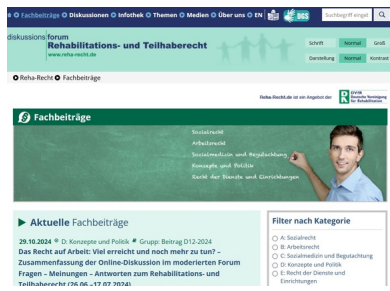 Fachbeiträge Diskussionen Infothek Themen Medien Über uns EN DGS Suchbegriff einget
diskussionsforum
Rehabilitations- und Teilhaberecht
www.reha-recht.de
Schrift Normal Groß
Darstellung Normal Kontrast
Reha-Recht Fachbeiträge
Reha-Recht.de ist ein Angebot der
DVfR
Deutsche Vereinigung
für Rehabilitation
Fachbeiträge
Sozialrecht
Arbeitsrecht
Sozialmedizin und Begutachtung
Konzepte und Politik
Recht der Dienste und Einrichtungen
Aktuelle Fachbeiträge
29.10.2024 D: Konzepte und Politik Grupp: Beitrag D12-2024
Das Recht auf Arbeit: Viel erreicht und noch mehr zu tun? –
Zusammenfassung der Online-Diskussion im moderierten Forum
Fragen – Meinungen – Antworten zum Rehabilitations- und
Teilhaberecht (26.06.–17.07.2024)
Filter nach Kategorie
A: Sozialrecht
B: Arbeitsrecht
C: Sozialmedizin und Begutachtung
D: Konzepte und Politik
E: Recht der Dienste und
Einrichtungen